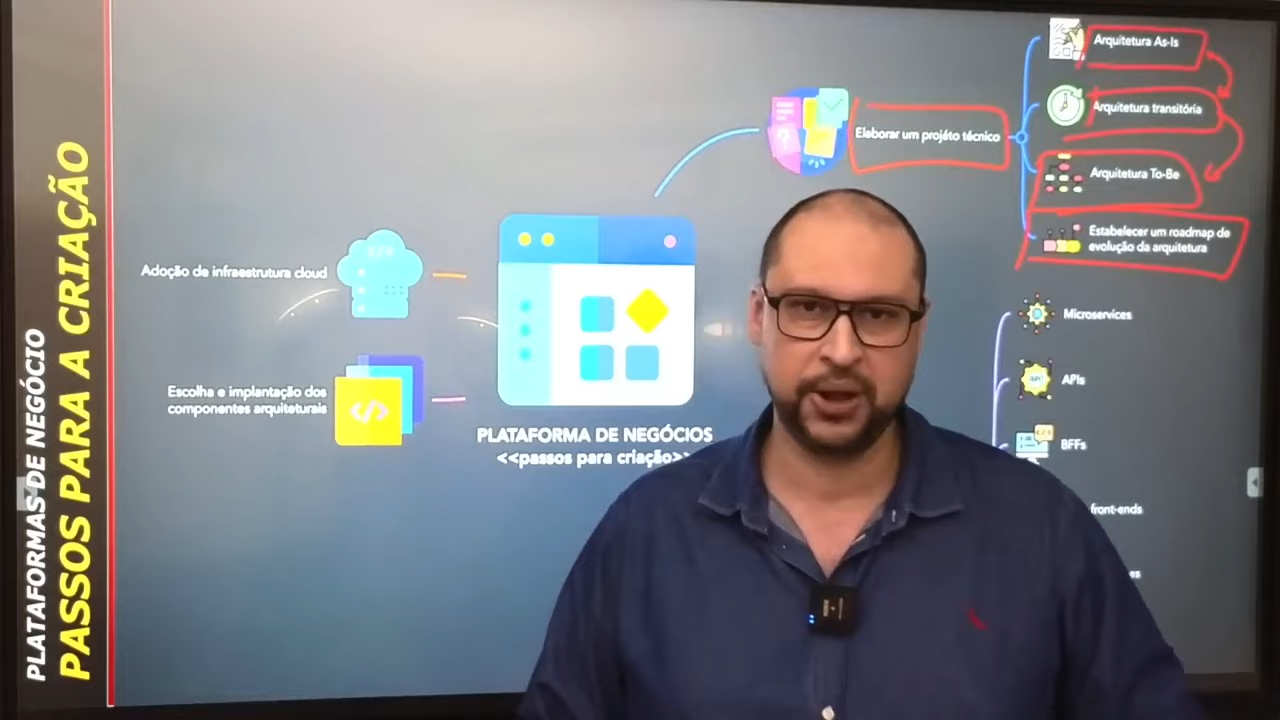 PLATAFORMAS DE NEGÓCIO
PASSOS PARA A CRIAÇÃO
Adoção de infraestrutura cloud
Escolha e implantação dos
componentes arquiteturais
</>
PLATAFORMA DE NEGÓCIOS
<<passos para criação>>
Elaborar um projeto técnico
Arquitetura As-Is
Arquitetura transitória
Arquitetura To-Be
Estabelecer um roadmap de
evolução da arquitetura
Microservices
API
APIs
BFFs
front-ends
es